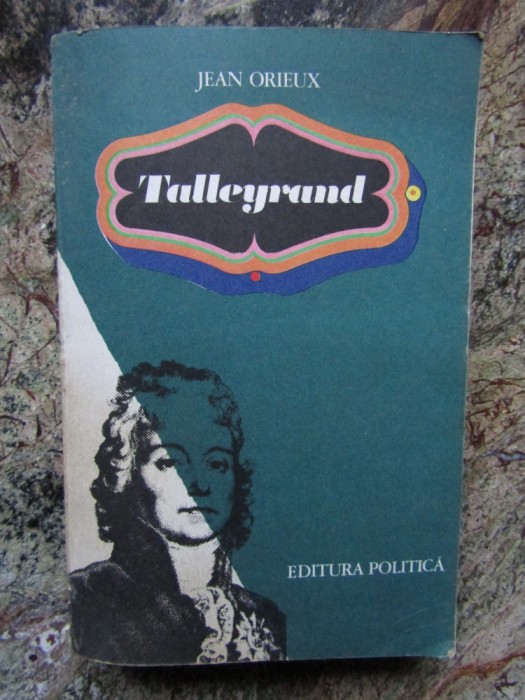 JEAN ORIEUX
Talleyrand
EDITURA POLITICĂ